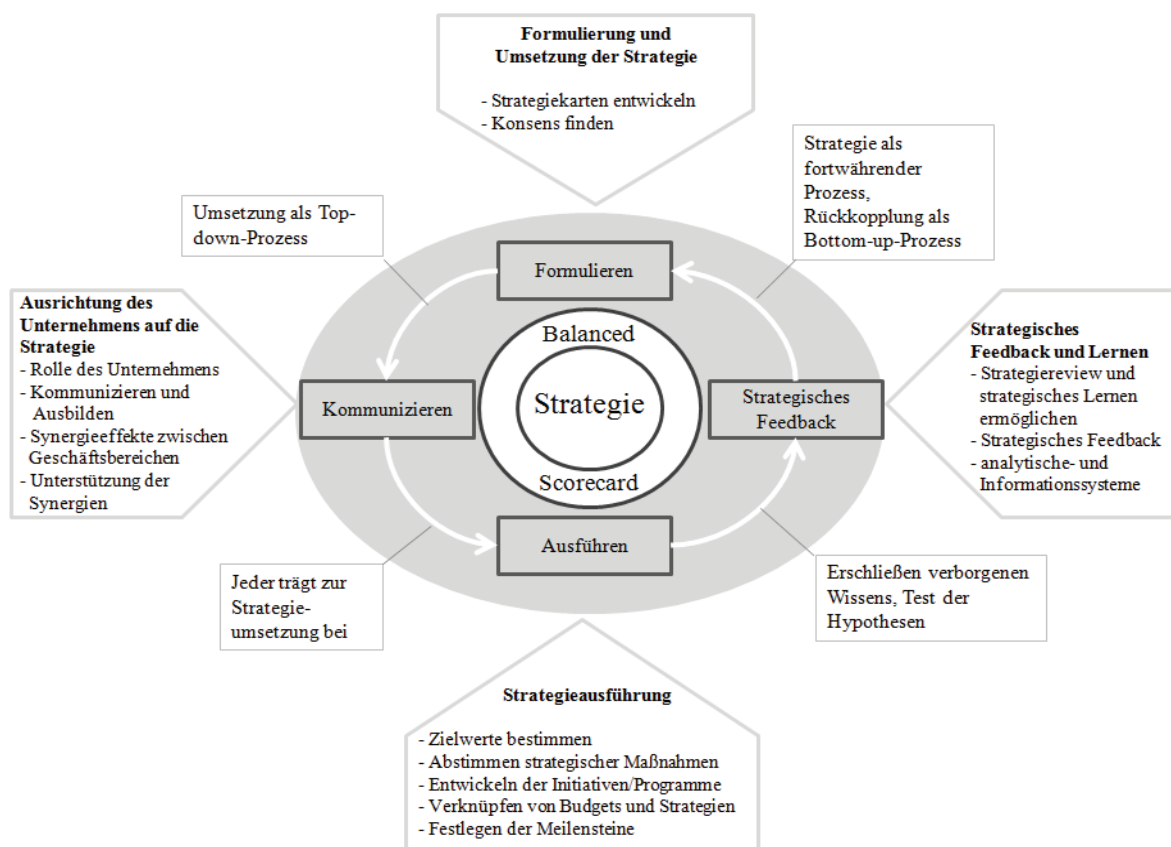 Formulierung und
Umsetzung der Strategie
- Strategiekarten entwickeln
- Konsens finden
Strategie als
fortwährender
Prozess,
Rückkopplung als
Bottom-up-Prozess
Umsetzung als Top-
down-Prozess
Formulieren
Ausrichtung des
Unternehmens auf die
Strategie
- Rolle des Unternehmens
- Kommunizieren und
Ausbilden
- Synergieeffekte zwischen
Geschäftsbereichen
- Unterstützung der
Synergien
Kommunizieren
Balanced
Strategie
Scorecard
Strategisches
Feedback
Strategisches
Feedback und Lernen
- Strategiereview und
strategisches Lernen
ermöglichen
- Strategisches Feedback
- analytische- und
Informationssysteme
Ausführen
Jeder trägt zur
Strategie-
umsetzung bei
Erschließen verborgenen
Wissens, Test der
Hypothesen
Strategieausführung
- Zielwerte bestimmen
- Abstimmen strategischer Maßnahmen
- Entwickeln der Initiativen/Programme
- Verknüpfen von Budgets und Strategien
- Festlegen der Meilensteine